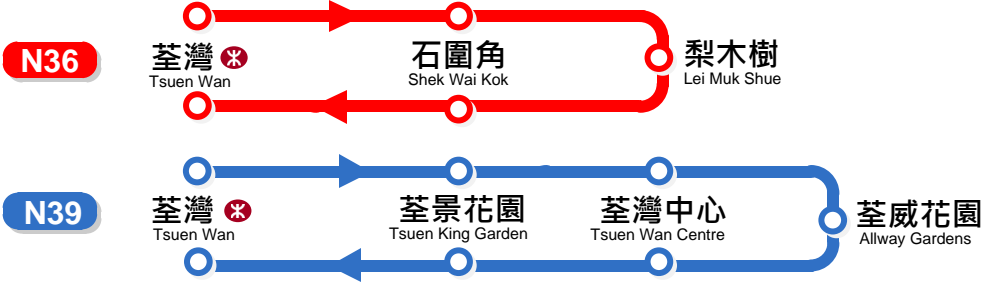 N36
荃灣
Tsuen Wan
石圍角
Shek Wai Kok
梨木樹
Lei Muk Shue
N39
荃灣
Tsuen Wan
荃景花園
Tsuen King Garden
荃灣中心
Tsuen Wan Centre
荃威花園
Allway Gardens